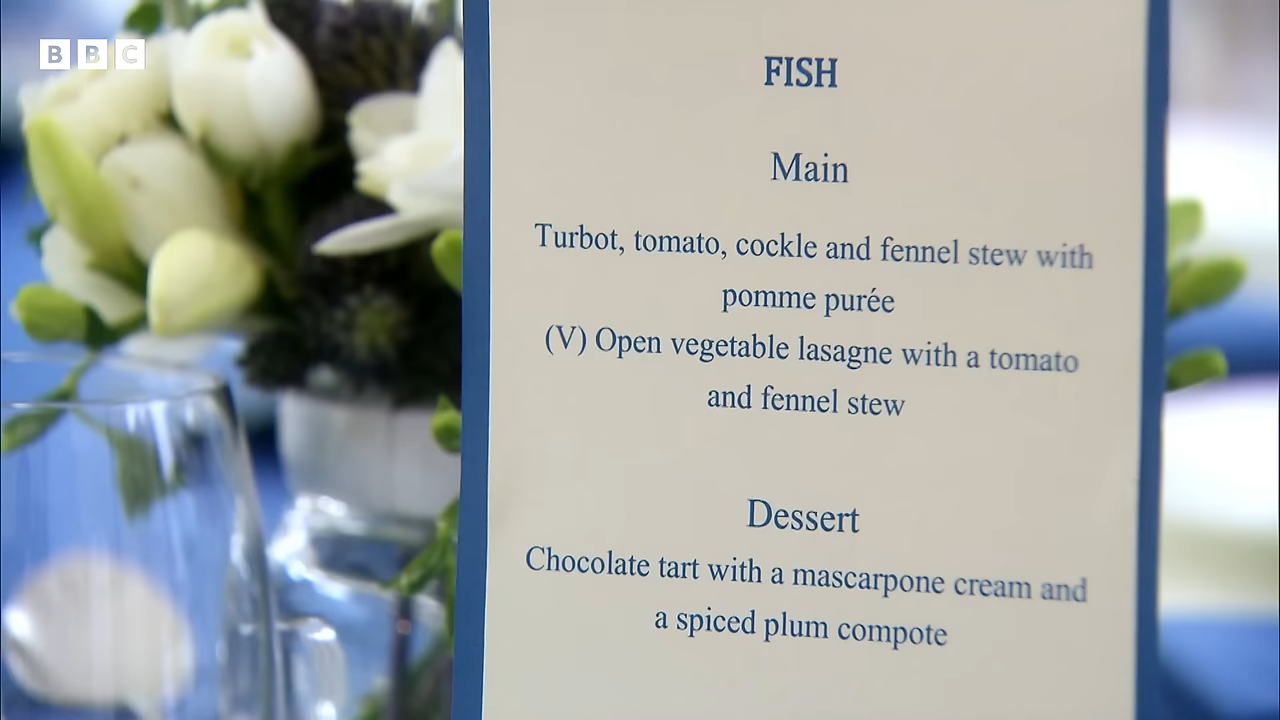 BBC
FISH
Main
Turbot, tomato, cockle and fennel stew with
pomme purée
(V) Open vegetable lasagne with a tomato
and fennel stew
Dessert
Chocolate tart with a mascarpone cream and
a spiced plum compote